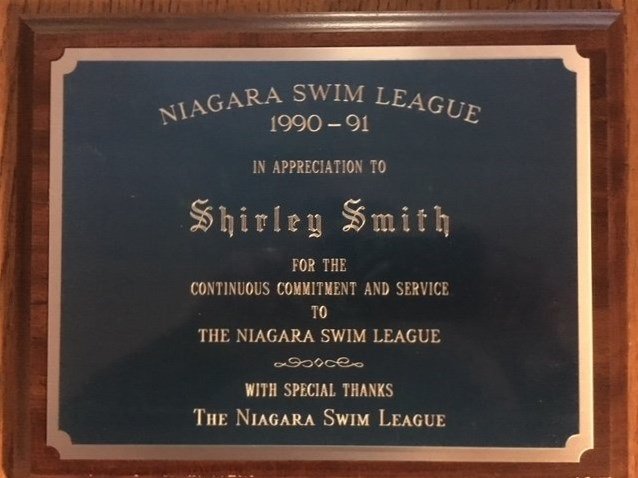 NIAGARA SWIM LEAGUE
1990-91
IN APPRECIATION TO
Shirley Smith
FOR THE
CONTINUOUS COMMITMENT AND SERVICE
TO
THE NIAGARA SWIM LEAGUE
WITH SPECIAL THANKS
THE NIAGARA SWIM LEAGUE